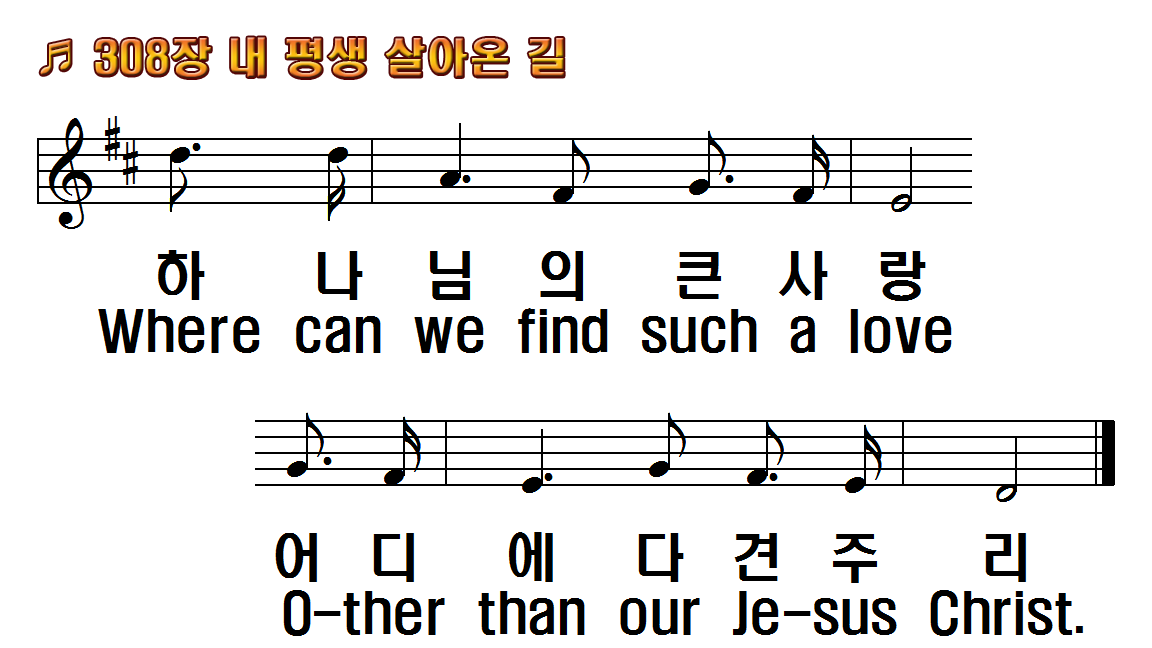 308장 내 평생 살아온 길
하 나 님 의 큰 사 랑
Where can we find such a love
어 디 에 다 견 주 리
O-ther than our Je-sus Christ.